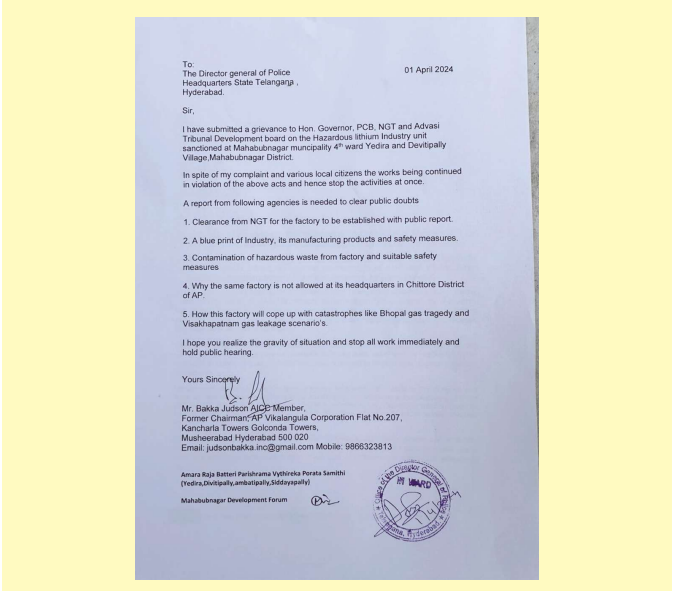 To:
The Director general of Police
Headquarters State Telangana ,
Hyderabad.
01 April 2024
Sir,
I have submitted a grievance to Hon. Governor, PCB, NGT and Advasi
Tribunal Development board on the Hazardous lithium Industry unit
sanctioned at Mahabubnagar muncipality 4th ward Yedira and Devitipally
Village,Mahabubnagar District.
In spite of my complaint and various local citizens the works being continued
in violation of the above acts and hence stop the activities at once.
A report from following agencies is needed to clear public doubts
1. Clearance from NGT for the factory to be established with public report.
2. A blue print of Industry, its manufacturing products and safety measures.
3. Contamination of hazardous waste from factory and suitable safety
measures
4. Why the same factory is not allowed at its headquarters in Chittore District
of AP.
5. How this factory will cope up with catastrophes like Bhopal gas tragedy and
Visakhapatnam gas leakage scenario's.
I hope you realize the gravity of situation and stop all work immediately and
hold public hearing.
Yours Sincerely
Mr. Bakka Judson AICC Member,
Former Chairman, AP Vikalangula Corporation Flat No.207,
Kancharla Towers Golconda Towers,
Musheerabad Hyderabad 500 020
Email: judsonbakka.inc@gmail.com Mobile: 9866323813
Amara Raja Batteri Parishrama Vythireka Porata Samithi
(Yedira,Divitipally,ambatipally,Siddayapally)
Mahabubnagar Development Forum
Office of the Director General of Police
INWARD
Telangana, Hyderabad